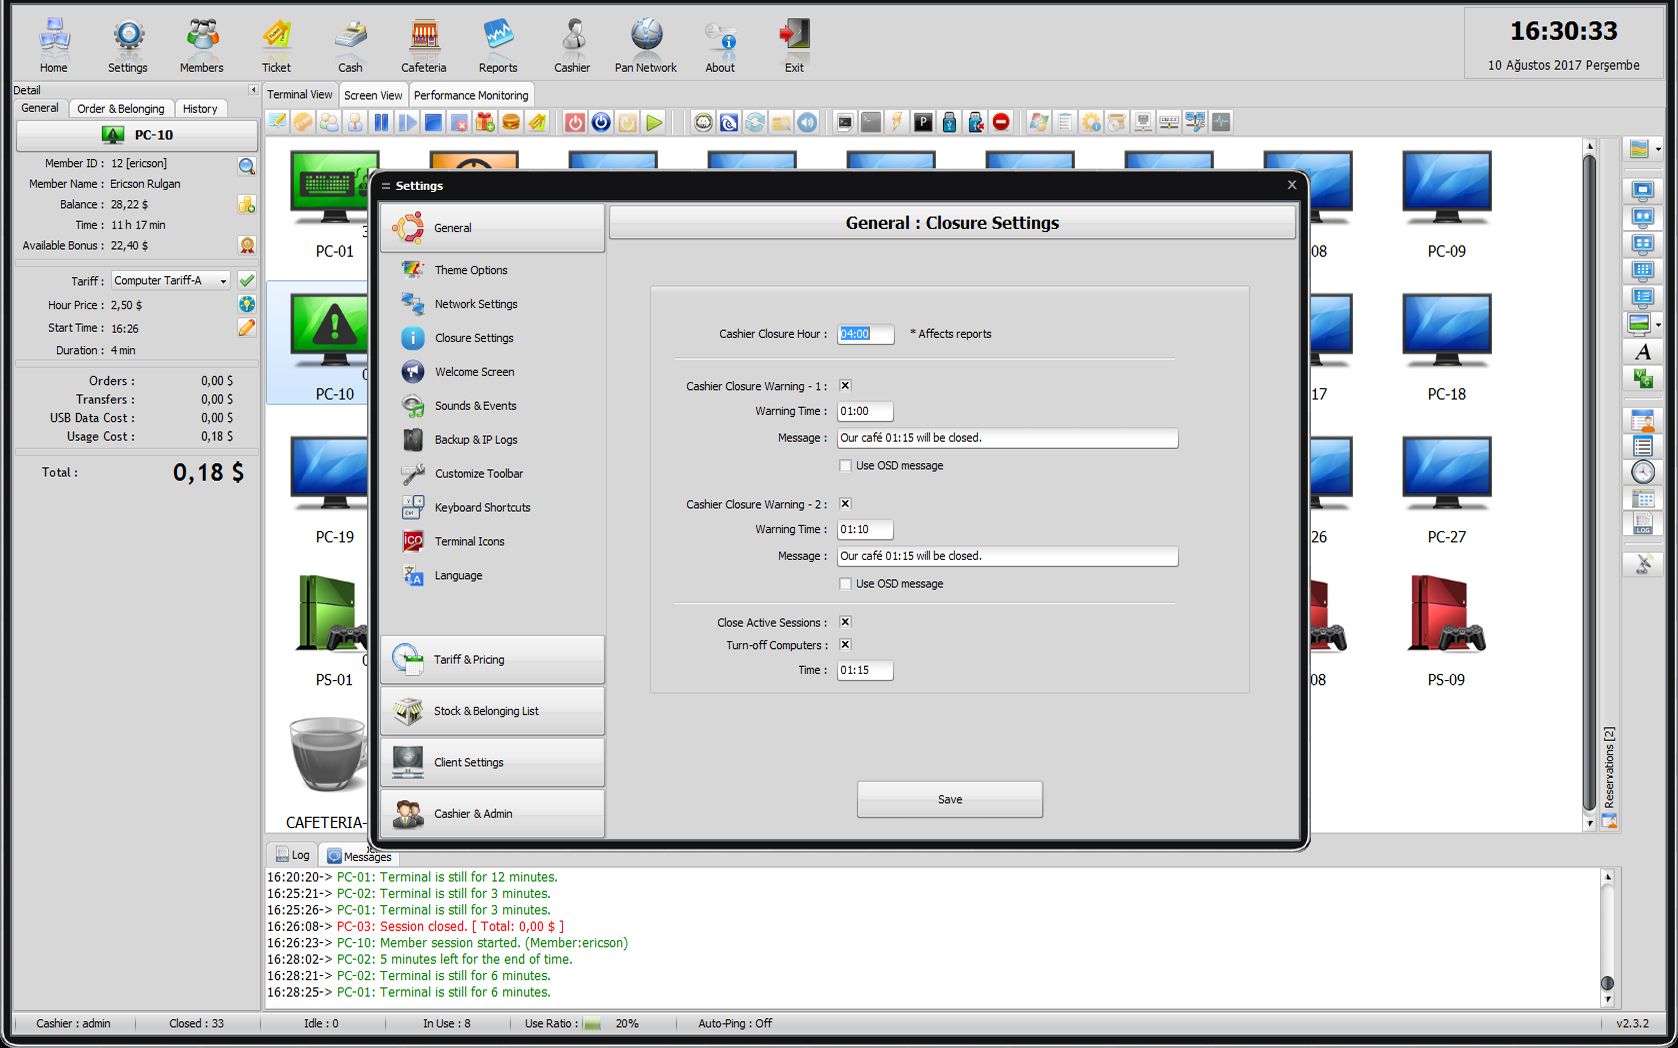 Home Settings Members Ticket Cash Cafeteria Reports Cashier Pan Network About Exit
16:30:33
10 Ağustos 2017 Perşembe
Detail
General Order & Belonging History
PC-10
Member ID : 12 [ericson]
Member Name : Ericson Rulgan
Balance : 28,22 $
Time : 11 h 17 min
Available Bonus : 22,40 $
Tariff : Computer Tariff-A
Hour Price : 2,50 $
Start Time : 16:26
Duration : 4 min
Orders : 0,00 $
Transfers : 0,00 $
USB Data Cost : 0,00 $
Usage Cost : 0,18 $
Total : 0,18 $
Terminal View Screen View Performance Monitoring
PC-01
08
PC-09
PC-10
17
PC-18
PC-19
26
PC-27
PS-01
08
PS-09
CAFETERIA-
Settings
General
Theme Options
Network Settings
Closure Settings
Welcome Screen
Sounds & Events
Backup & IP Logs
Customize Toolbar
Keyboard Shortcuts
Terminal Icons
Language
Tariff & Pricing
Stock & Belonging List
Client Settings
Cashier & Admin
General : Closure Settings
Cashier Closure Hour : 04:00 * Affects reports
Cashier Closure Warning - 1 :
Warning Time : 01:00
Message : Our café 01:15 will be closed.
Use OSD message
Cashier Closure Warning - 2 :
Warning Time : 01:10
Message : Our café 01:15 will be closed.
Use OSD message
Close Active Sessions :
Turn-off Computers :
Time : 01:15
Save
Reservations [2]
Log Messages
16:20:20-> PC-01: Terminal is still for 12 minutes.
16:25:21-> PC-02: Terminal is still for 3 minutes.
16:25:26-> PC-01: Terminal is still for 3 minutes.
16:26:08-> PC-03: Session closed. [ Total: 0,00 $ ]
16:26:23-> PC-10: Member session started. (Member:ericson)
16:28:02-> PC-02: 5 minutes left for the end of time.
16:28:21-> PC-02: Terminal is still for 6 minutes.
16:28:25-> PC-01: Terminal is still for 6 minutes.
Cashier : admin Closed : 33 Idle : 0 In Use : 8 Use Ratio : 20% Auto-Ping : Off v2.3.2